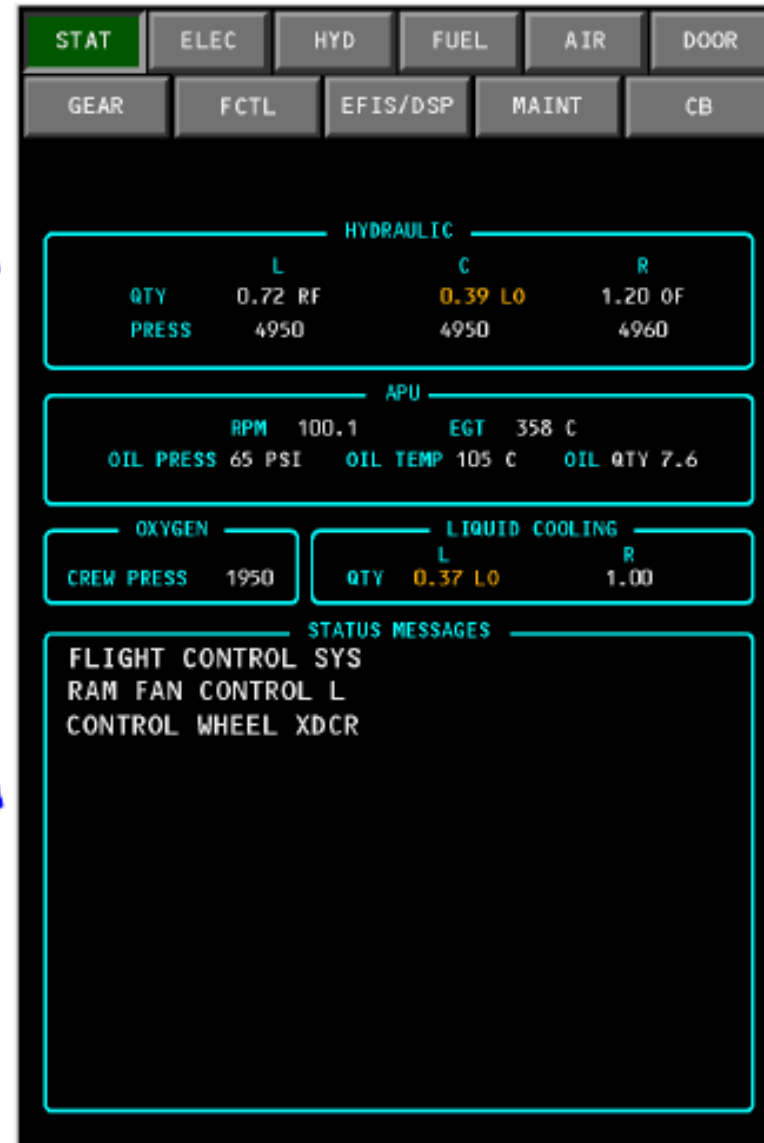 STAT ELEC HYD FUEL AIR DOOR
GEAR FCTL EFIS/DSP MAINT CB
HYDRAULIC
L C R
QTY 0.72 RF 0.39 LO 1.20 OF
PRESS 4950 4950 4960
APU
RPM 100.1 EGT 358 C
OIL PRESS 65 PSI OIL TEMP 105 C OIL QTY 7.6
OXYGEN LIQUID COOLING
L R
CREW PRESS 1950 QTY 0.37 LO 1.00
STATUS MESSAGES
FLIGHT CONTROL SYS
RAM FAN CONTROL L
CONTROL WHEEL XDCR